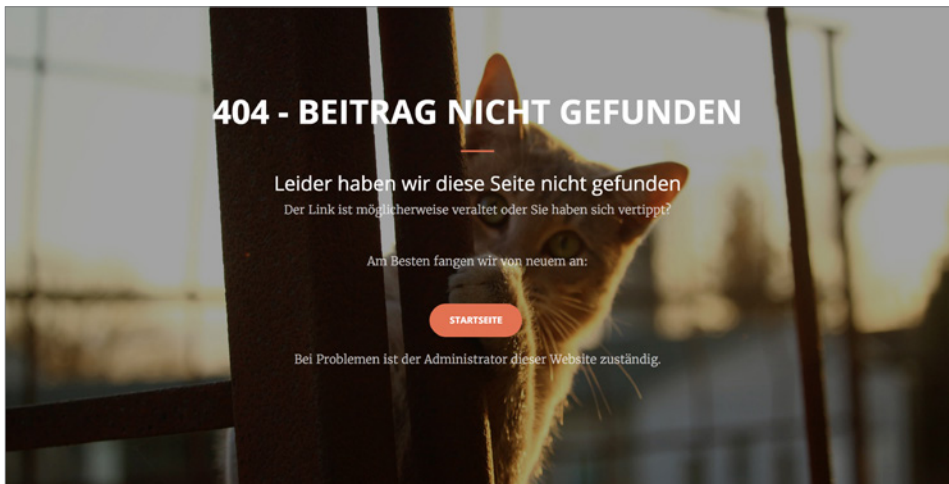 404 - BEITRAG NICHT GEFUNDEN
Leider haben wir diese Seite nicht gefunden
Der Link ist möglicherweise veraltet oder Sie haben sich vertippt?
Am Besten fangen wir von neuem an:
STARTSEITE
Bei Problemen ist der Administrator dieser Website zuständig.